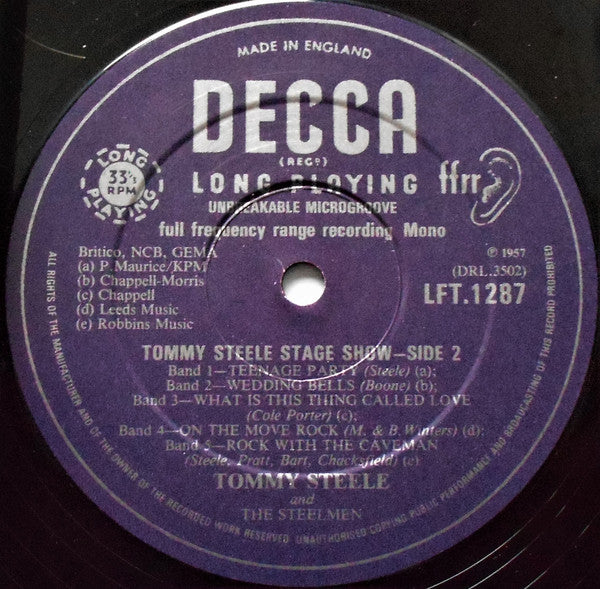 MADE IN ENGLAND
DECCA
(REGD)
LONG PLAYING
33⅓ RPM
LONG PLAYING
ffrr
UNBREAKABLE MICROGROOVE
full frequency range recording Mono
Britico, NCB, GEMA
(a) P. Maurice/KPM
(b) Chappell-Morris
(c) Chappell
(d) Leeds Music
(e) Robbins Music
℗ 1957
(DRL.3502)
LFT.1287
TOMMY STEELE STAGE SHOW—SIDE 2
Band 1—TEENAGE PARTY (Steele) (a);
Band 2—WEDDING BELLS (Boone) (b);
Band 3—WHAT IS THIS THING CALLED LOVE
(Cole Porter) (c);
Band 4—ON THE MOVE ROCK (M. & B. Winters) (d);
Band 5—ROCK WITH THE CAVEMAN
(Steele, Pratt, Bart, Chacksfield) (e)
TOMMY STEELE
and
THE STEELMEN
ALL RIGHTS OF THE MANUFACTURER AND OF THE OWNER OF THE RECORDED WORK RESERVED. UNAUTHORISED COPYING PUBLIC PERFORMANCE AND BROADCASTING OF THIS RECORD PROHIBITED